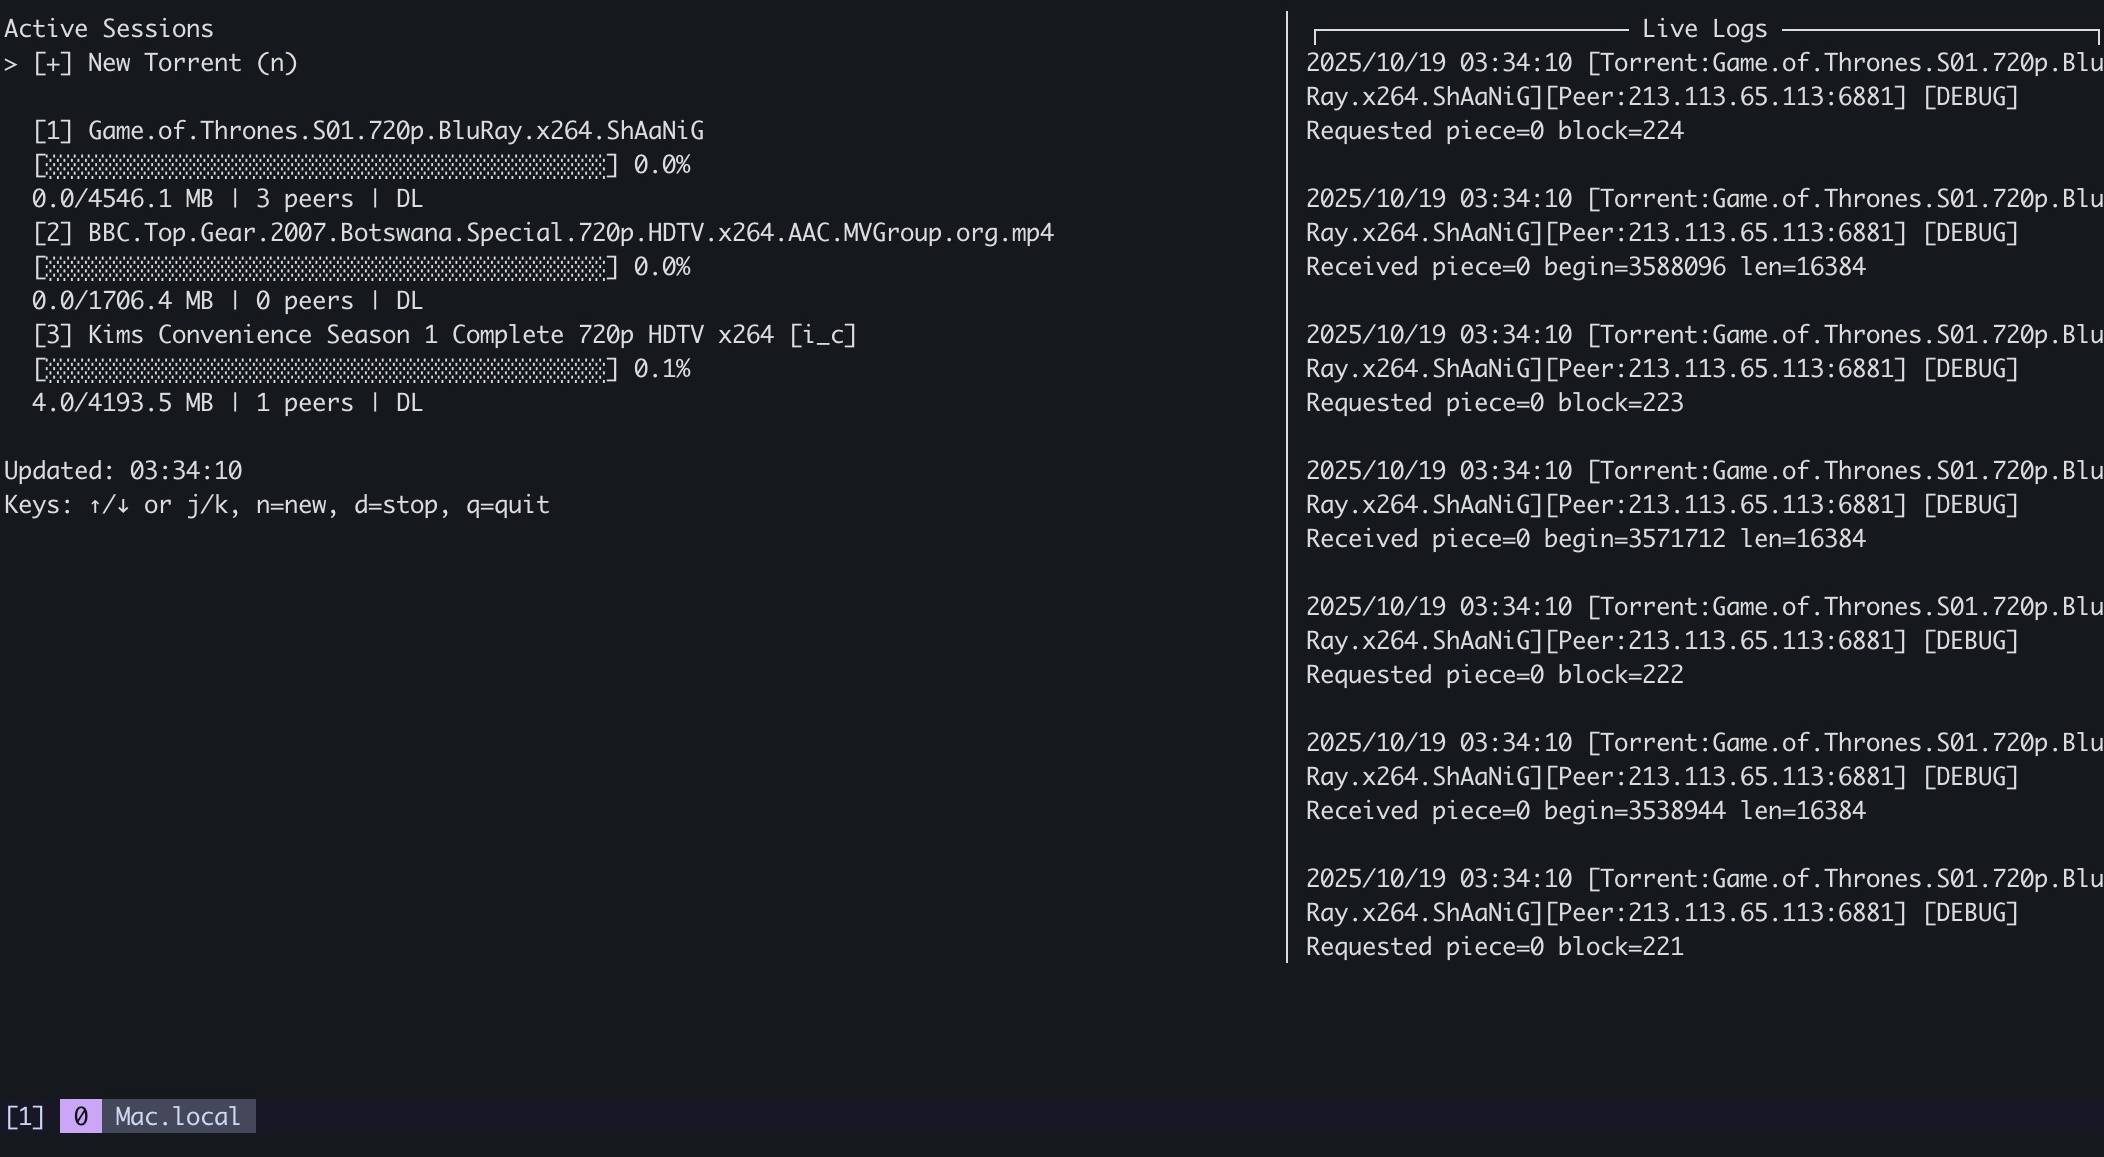 Active Sessions
> [+] New Torrent (n)
[1] Game.of.Thrones.S01.720p.BluRay.x264.ShAaNiG
[░░░░░░░░░░░░░░░░░░░░░░░░░░░░░░░░░░░░░░░░] 0.0%
0.0/4546.1 MB | 3 peers | DL
[2] BBC.Top.Gear.2007.Botswana.Special.720p.HDTV.x264.AAC.MVGroup.org.mp4
[░░░░░░░░░░░░░░░░░░░░░░░░░░░░░░░░░░░░░░░░] 0.0%
0.0/1706.4 MB | 0 peers | DL
[3] Kims Convenience Season 1 Complete 720p HDTV x264 [i_c]
[░░░░░░░░░░░░░░░░░░░░░░░░░░░░░░░░░░░░░░░░] 0.1%
4.0/4193.5 MB | 1 peers | DL
Updated: 03:34:10
Keys: ↑/↓ or j/k, n=new, d=stop, q=quit
Live Logs
2025/10/19 03:34:10 [Torrent:Game.of.Thrones.S01.720p.Blu
Ray.x264.ShAaNiG][Peer:213.113.65.113:6881] [DEBUG]
Requested piece=0 block=224
2025/10/19 03:34:10 [Torrent:Game.of.Thrones.S01.720p.Blu
Ray.x264.ShAaNiG][Peer:213.113.65.113:6881] [DEBUG]
Received piece=0 begin=3588096 len=16384
2025/10/19 03:34:10 [Torrent:Game.of.Thrones.S01.720p.Blu
Ray.x264.ShAaNiG][Peer:213.113.65.113:6881] [DEBUG]
Requested piece=0 block=223
2025/10/19 03:34:10 [Torrent:Game.of.Thrones.S01.720p.Blu
Ray.x264.ShAaNiG][Peer:213.113.65.113:6881] [DEBUG]
Received piece=0 begin=3571712 len=16384
2025/10/19 03:34:10 [Torrent:Game.of.Thrones.S01.720p.Blu
Ray.x264.ShAaNiG][Peer:213.113.65.113:6881] [DEBUG]
Requested piece=0 block=222
2025/10/19 03:34:10 [Torrent:Game.of.Thrones.S01.720p.Blu
Ray.x264.ShAaNiG][Peer:213.113.65.113:6881] [DEBUG]
Received piece=0 begin=3538944 len=16384
2025/10/19 03:34:10 [Torrent:Game.of.Thrones.S01.720p.Blu
Ray.x264.ShAaNiG][Peer:213.113.65.113:6881] [DEBUG]
Requested piece=0 block=221
[1] 0 Mac.local